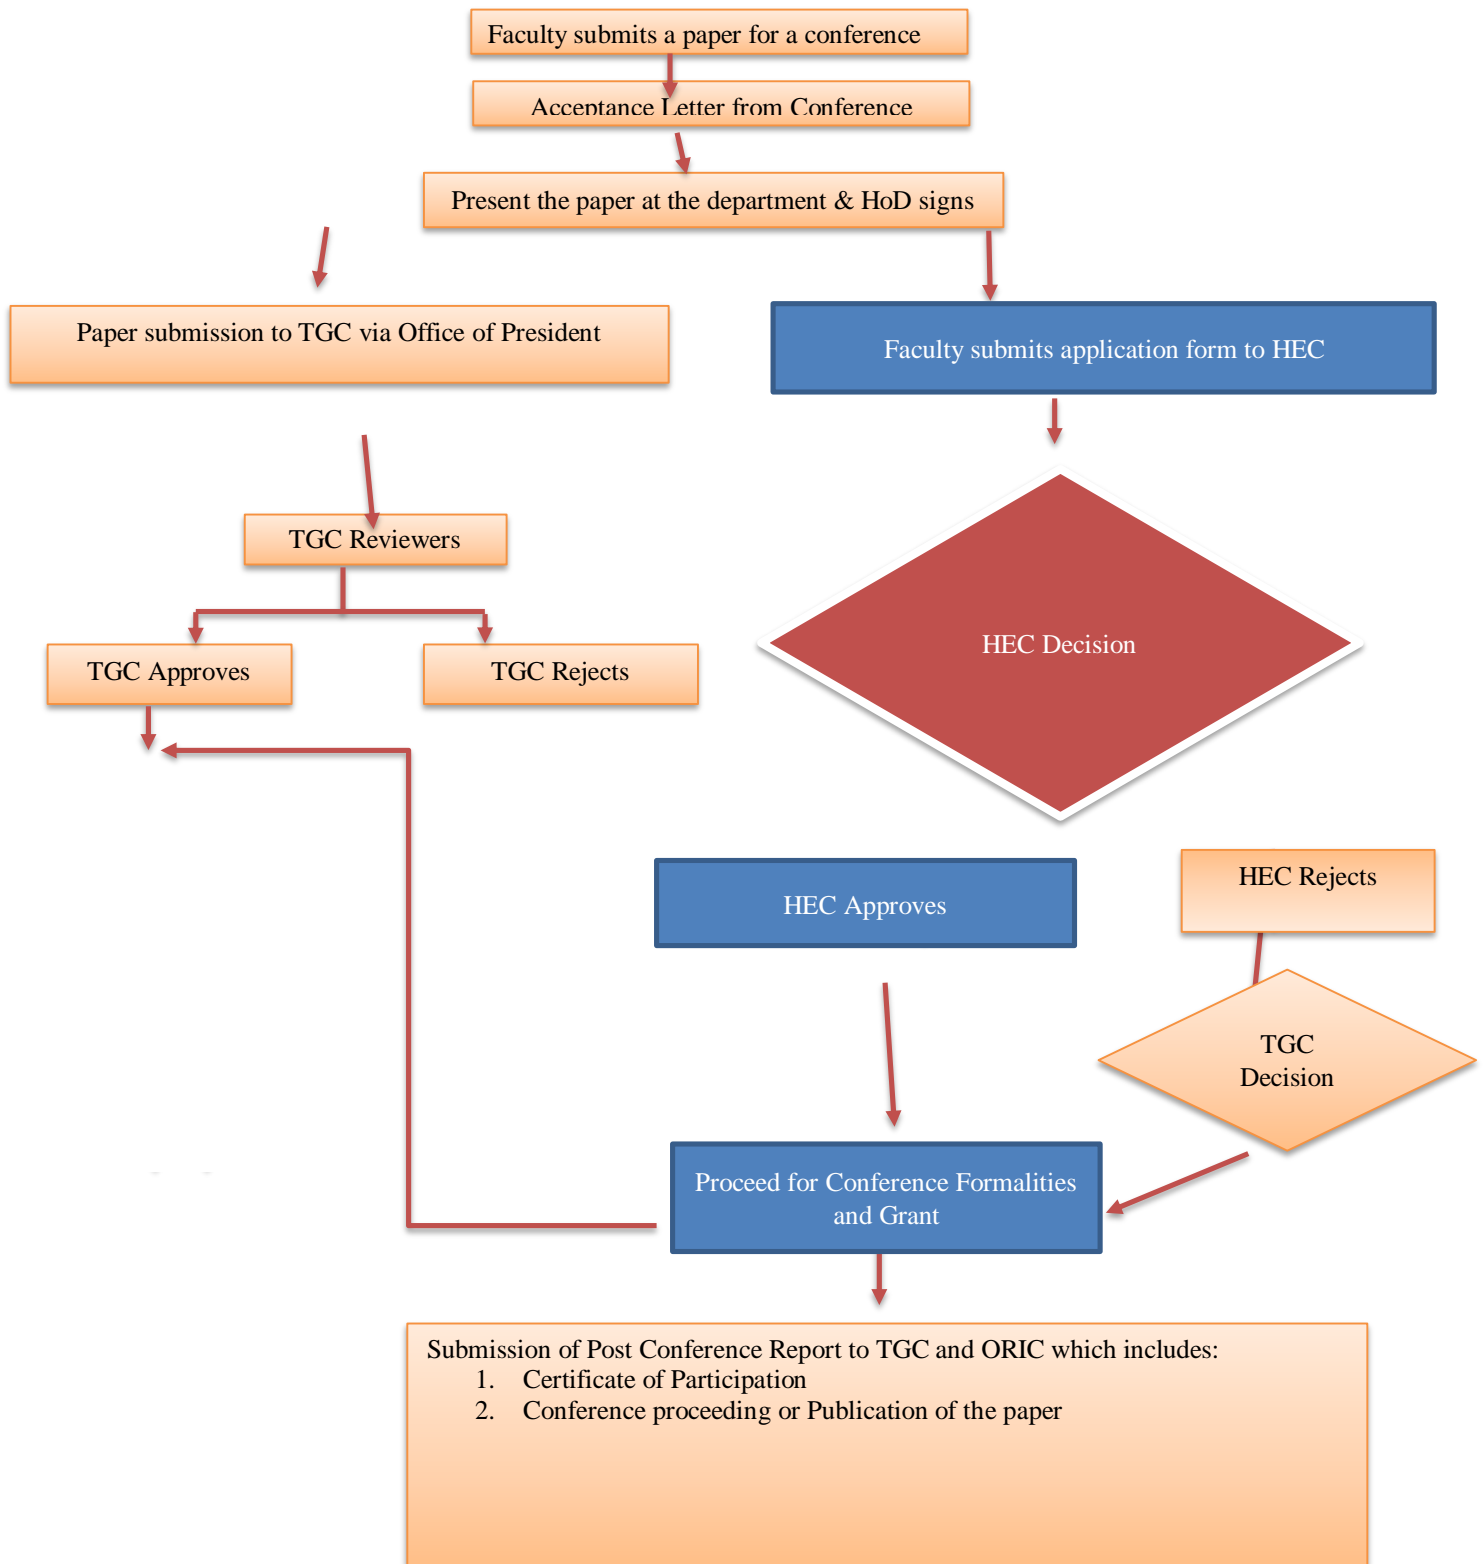 Faculty submits a paper for a conference
Acceptance Letter from Conference
Present the paper at the department & HoD signs
Paper submission to TGC via Office of President
Faculty submits application form to HEC
TGC Reviewers
HEC Decision
TGC Approves
TGC Rejects
HEC Approves
HEC Rejects
TGC
Decision
Proceed for Conference Formalities
and Grant
Submission of Post Conference Report to TGC and ORIC which includes:
1. Certificate of Participation
2. Conference proceeding or Publication of the paper